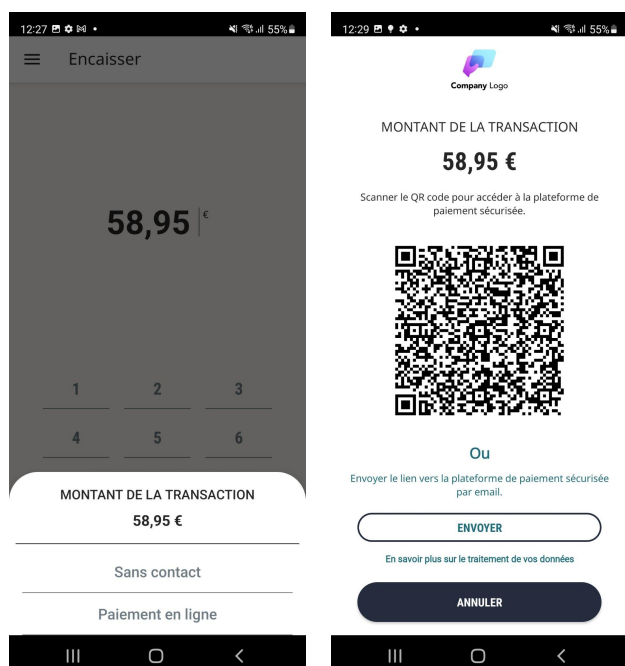 12:27
55%
Encaisser
58,95 €
1 2 3
4 5 6
MONTANT DE LA TRANSACTION
58,95 €
Sans contact
Paiement en ligne
12:29
55%
Company Logo
MONTANT DE LA TRANSACTION
58,95 €
Scanner le QR code pour accéder à la plateforme de
paiement sécurisée.
Ou
Envoyer le lien vers la plateforme de paiement sécurisée
par email.
ENVOYER
En savoir plus sur le traitement de vos données
ANNULER